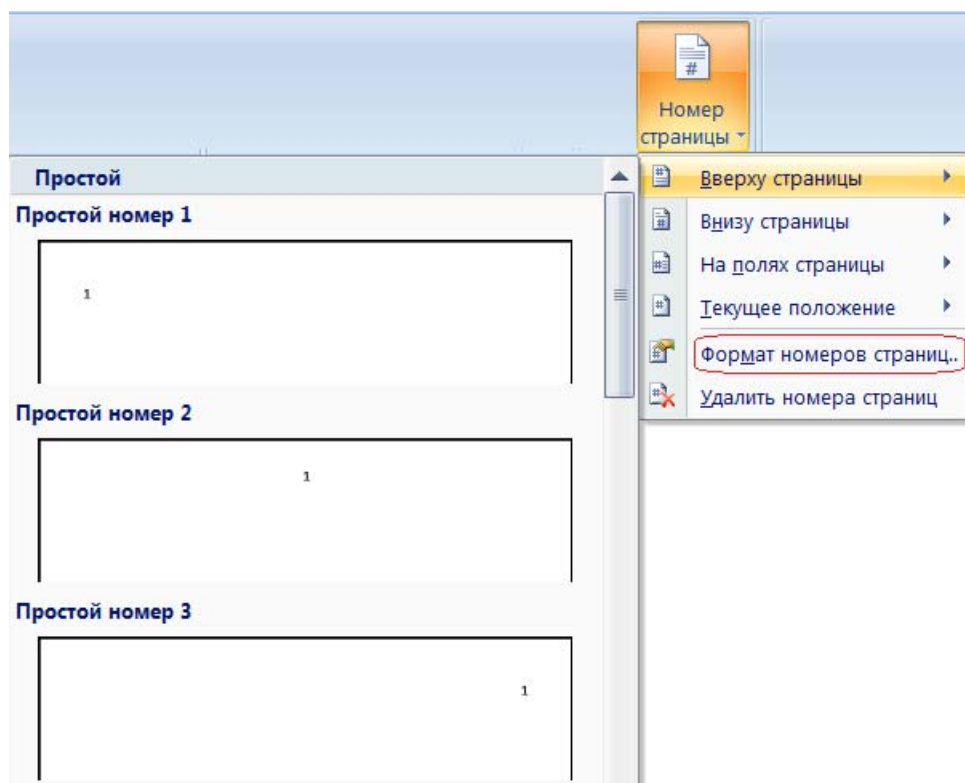 Номер
страницы
Вверху страницы
Внизу страницы
На полях страницы
Текущее положение
Формат номеров страниц..
Удалить номера страниц
Простой
Простой номер 1
1
Простой номер 2
1
Простой номер 3
1